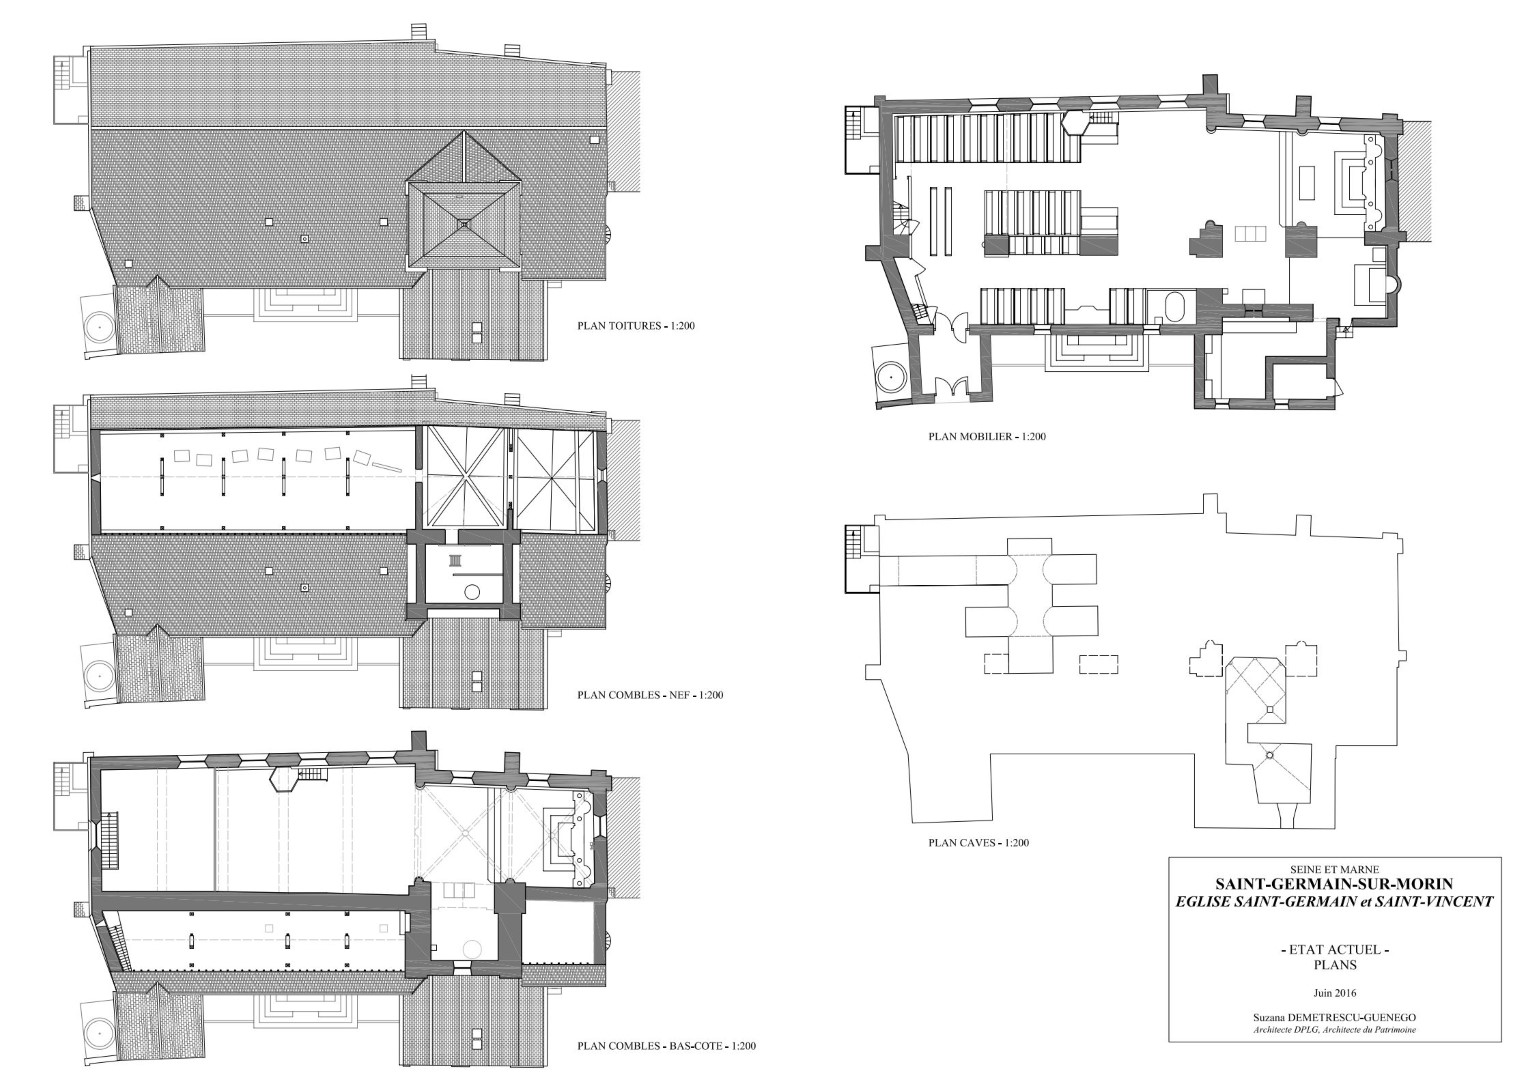 PLAN TOITURES - 1:200
PLAN COMBLES - NEF - 1:200
PLAN COMBLES - BAS-COTE - 1:200
PLAN MOBILIER - 1:200
PLAN CAVES - 1:200
SEINE ET MARNE
SAINT-GERMAIN-SUR-MORIN
EGLISE SAINT-GERMAIN et SAINT-VINCENT
- ETAT ACTUEL -
PLANS
Juin 2016
Suzana DEMETRESCU-GUENEGO
Architecte DPLG, Architecte du Patrimoine